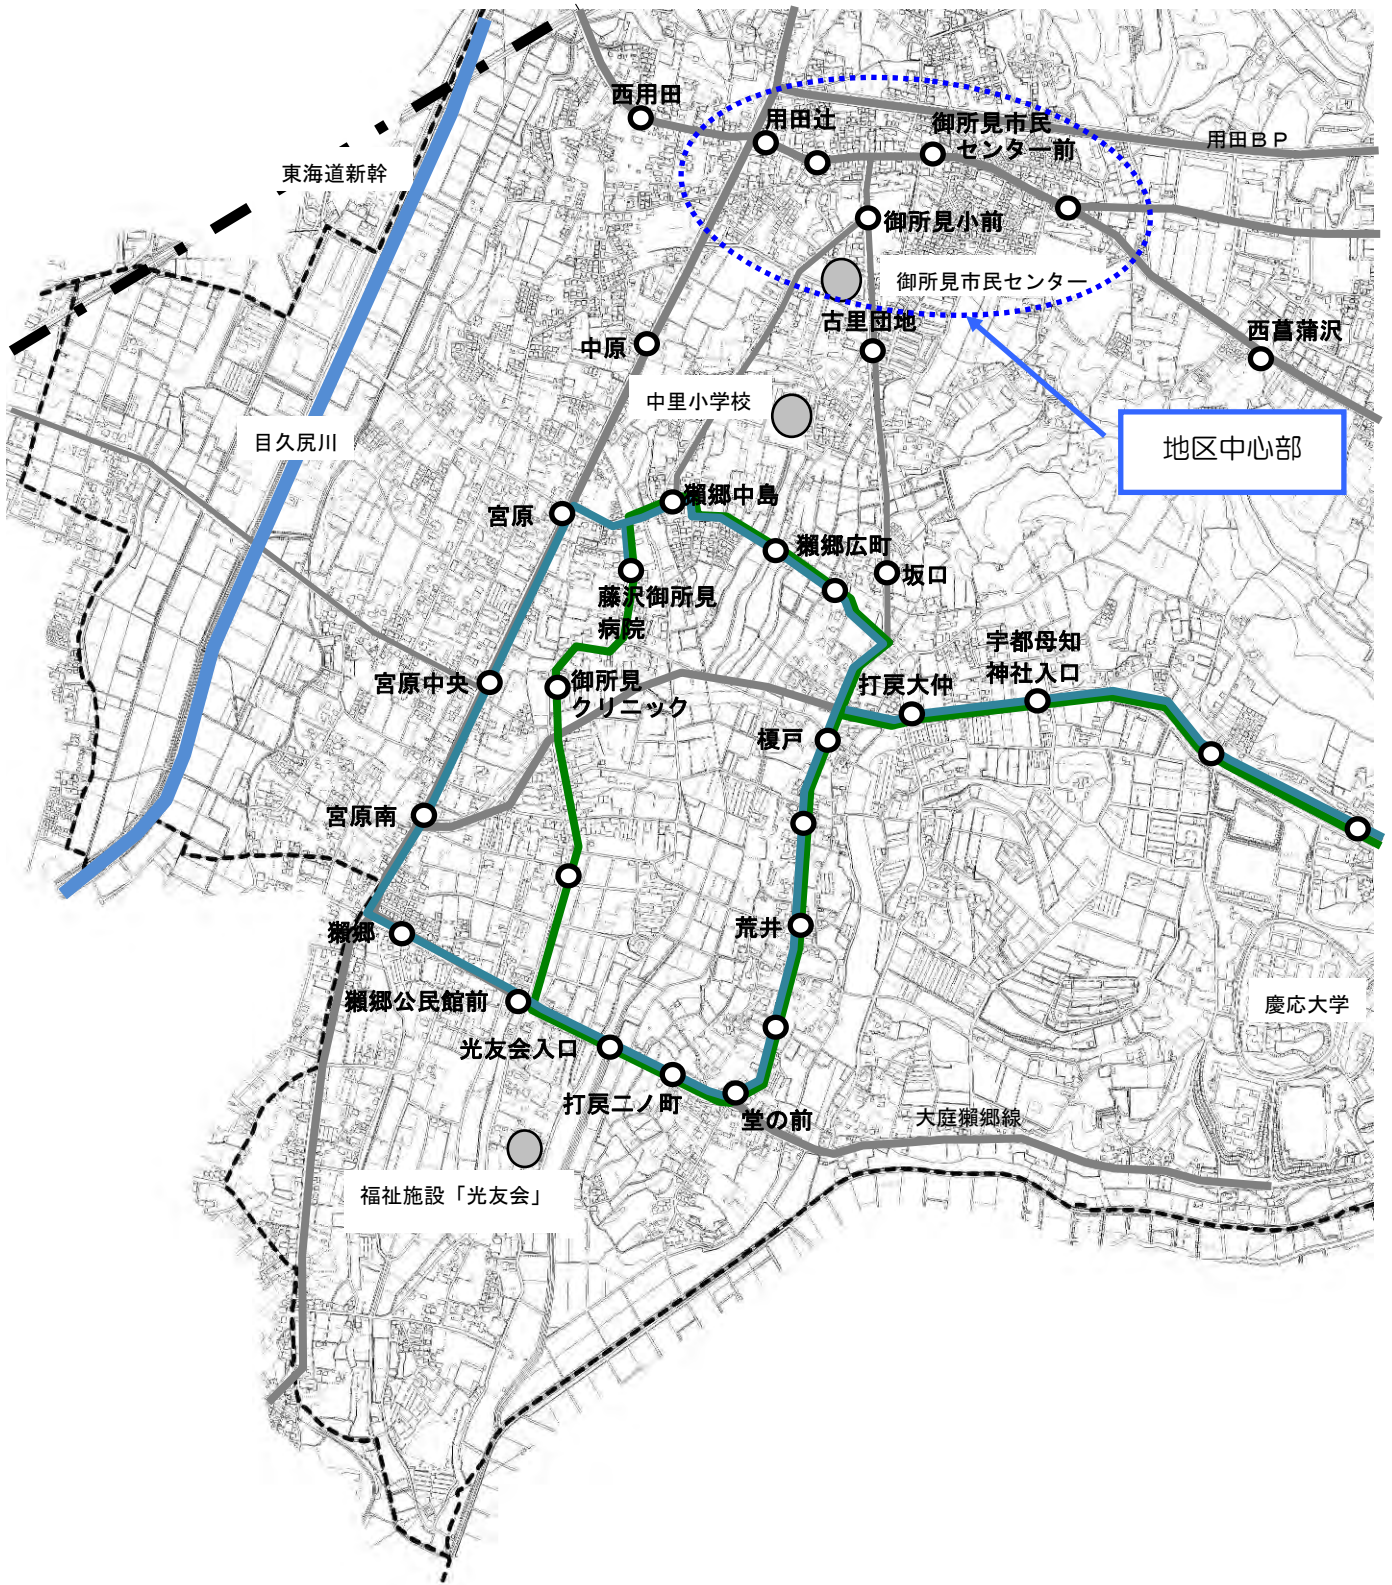 西用田
用田辻
御所見市民
センター前
用田ＢＰ
東海道新幹
御所見小前
御所見市民センター
古里団地
西菖蒲沢
中原
中里小学校
地区中心部
目久尻川
獺郷中島
宮原
獺郷広町
坂口
藤沢御所見
病院
宇都母知
神社入口
宮原中央
御所見
クリニック
打戻大仲
榎戸
宮原南
獺郷
荒井
獺郷公民館前
慶応大学
光友会入口
打戻二ノ町
堂の前
大庭獺郷線
福祉施設「光友会」